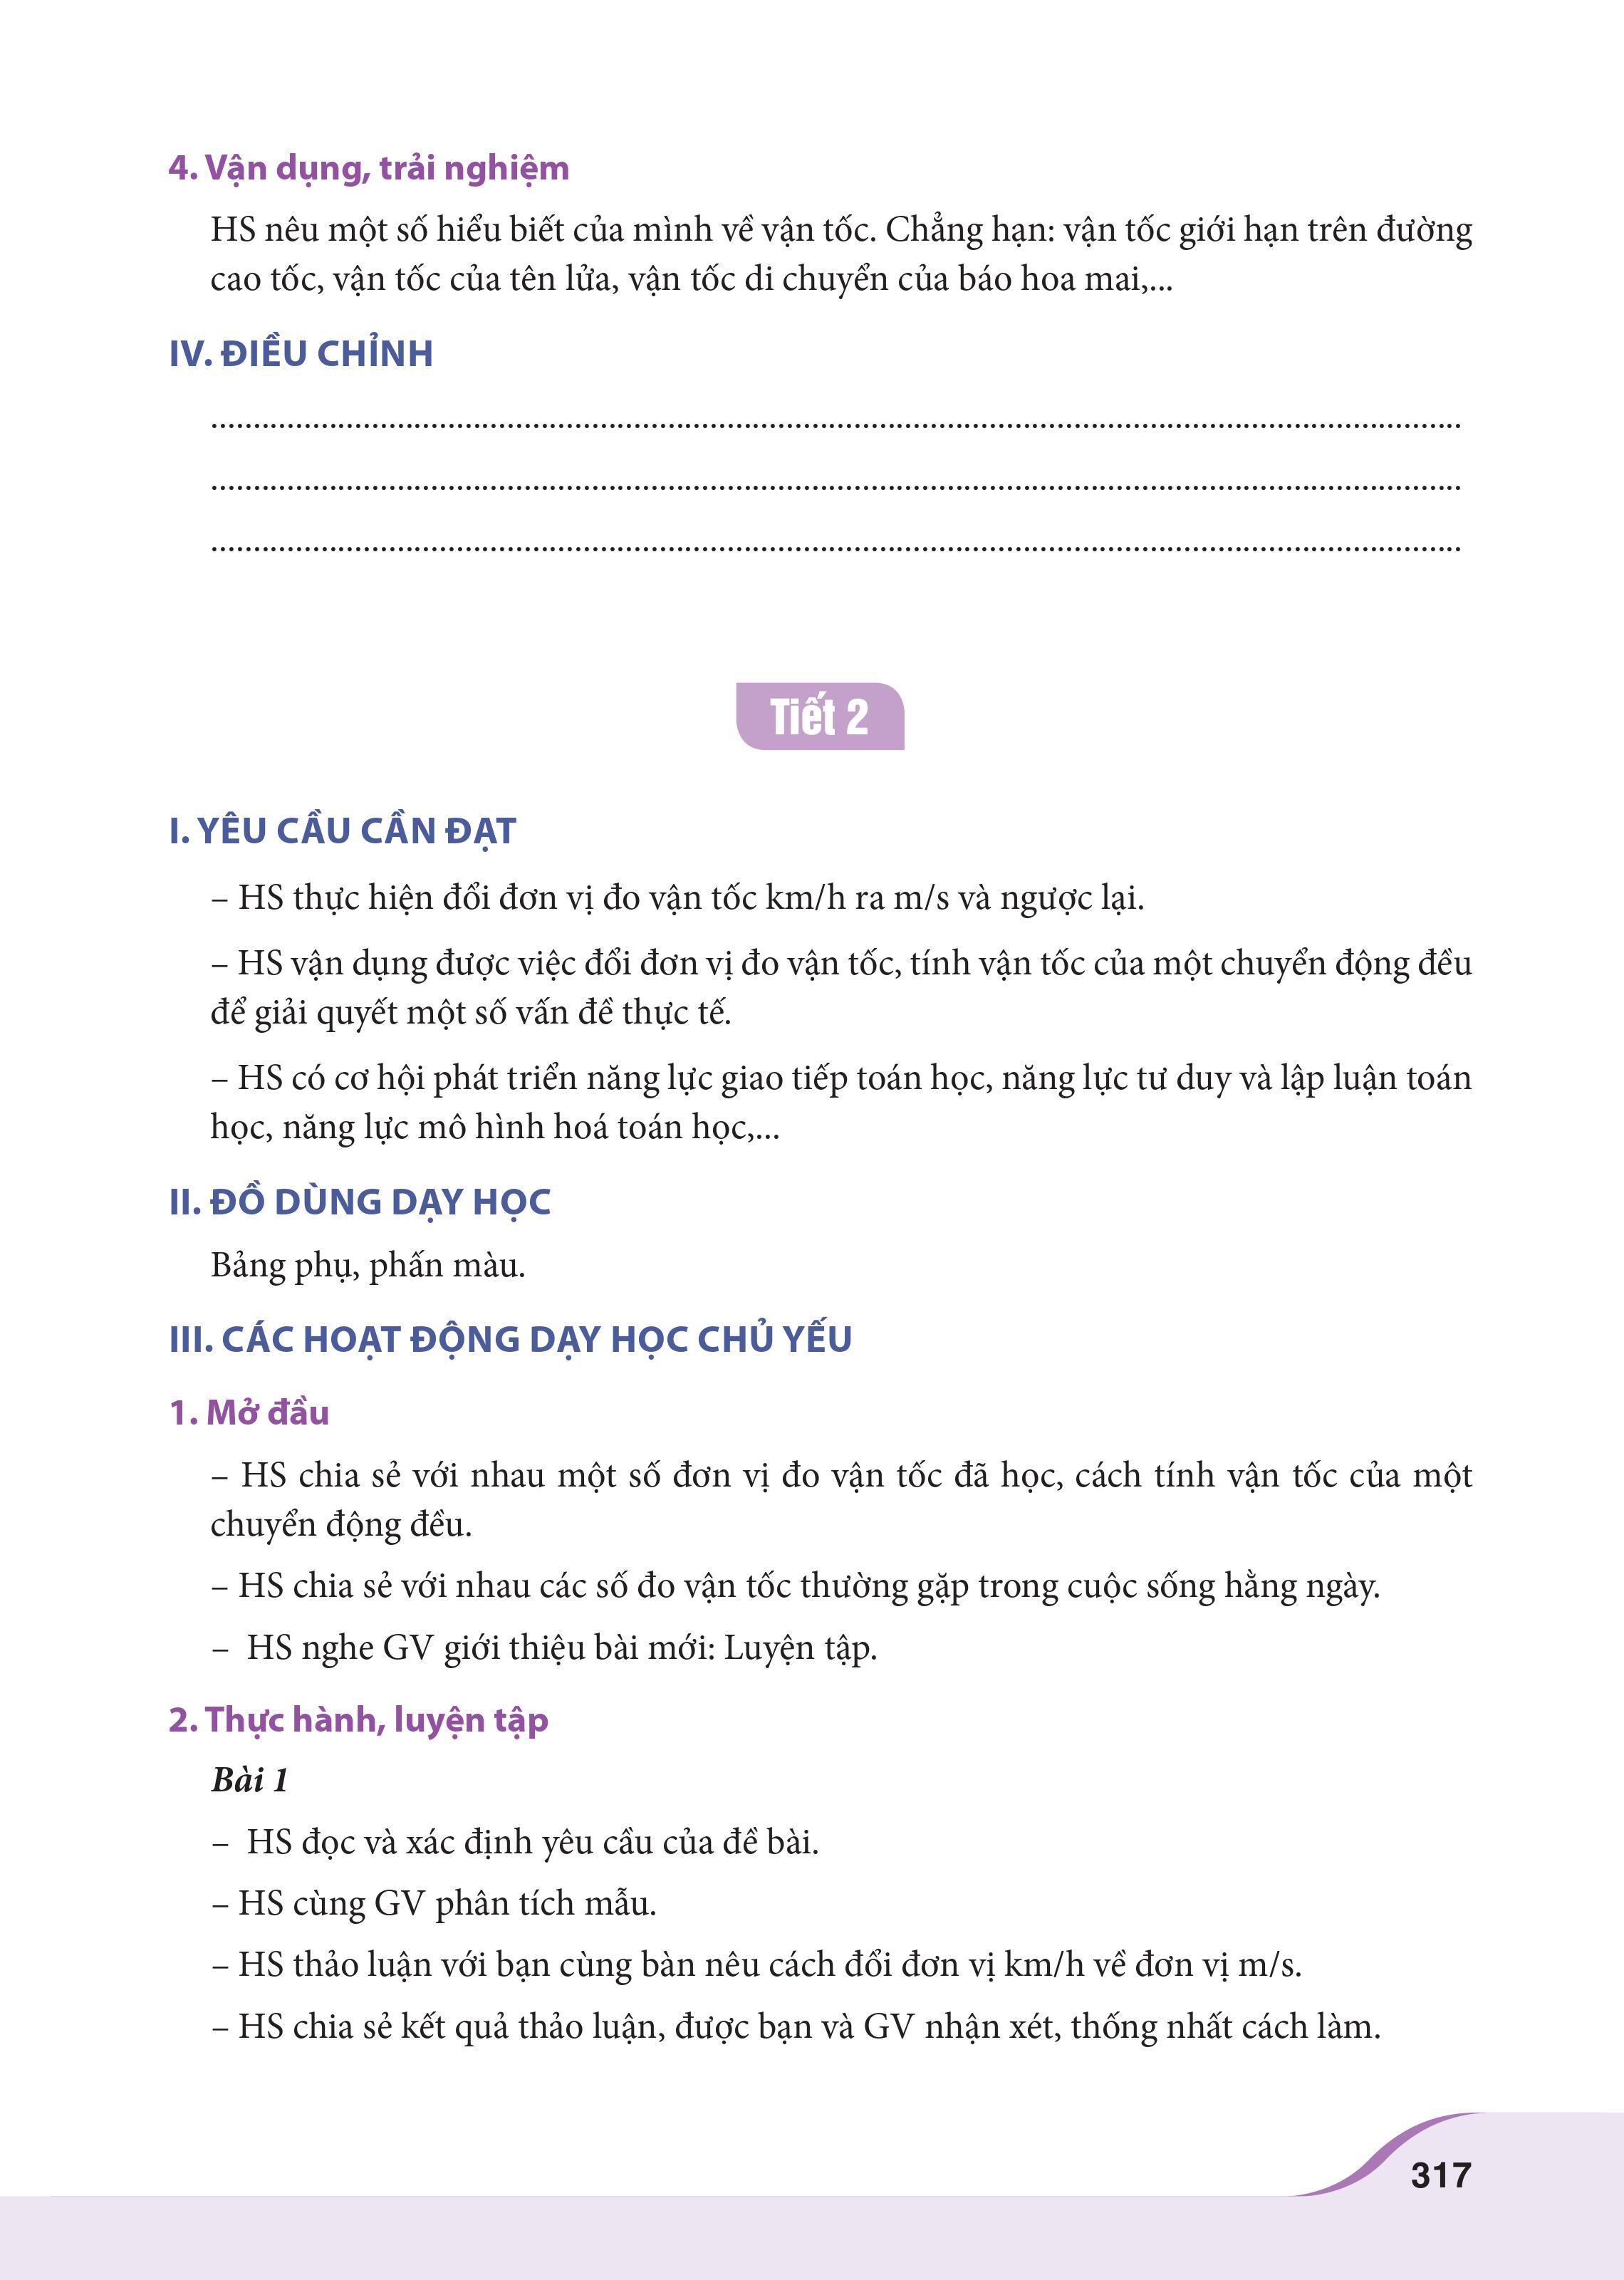 4. Vận dụng, trải nghiệm
HS nêu một số hiểu biết của mình về vận tốc. Chẳng hạn: vận tốc giới hạn trên đường
cao tốc, vận tốc của tên lửa, vận tốc di chuyển của báo hoa mai,...
IV. ĐIỀU CHỈNH
Tiết 2
I. YÊU CẦU CẦN ĐẠT
– HS thực hiện đổi đơn vị đo vận tốc km/h ra m/s và ngược lại.
– HS vận dụng được việc đổi đơn vị đo vận tốc, tính vận tốc của một chuyển động đều
để giải quyết một số vấn đề thực tế.
– HS có cơ hội phát triển năng lực giao tiếp toán học, năng lực tư duy và lập luận toán
học, năng lực mô hình hoá toán học,...
II. ĐỒ DÙNG DẠY HỌC
Bảng phụ, phấn màu.
III. CÁC HOẠT ĐỘNG DẠY HỌC CHỦ YẾU
1. Mở đầu
– HS chia sẻ với nhau một số đơn vị đo vận tốc đã học, cách tính vận tốc của một
chuyển động đều.
– HS chia sẻ với nhau các số đo vận tốc thường gặp trong cuộc sống hằng ngày.
– HS nghe GV giới thiệu bài mới: Luyện tập.
2. Thực hành, luyện tập
Bài 1
– HS đọc và xác định yêu cầu của đề bài.
– HS cùng GV phân tích mẫu.
– HS thảo luận với bạn cùng bàn nêu cách đổi đơn vị km/h về đơn vị m/s.
– HS chia sẻ kết quả thảo luận, được bạn và GV nhận xét, thống nhất cách làm.
317